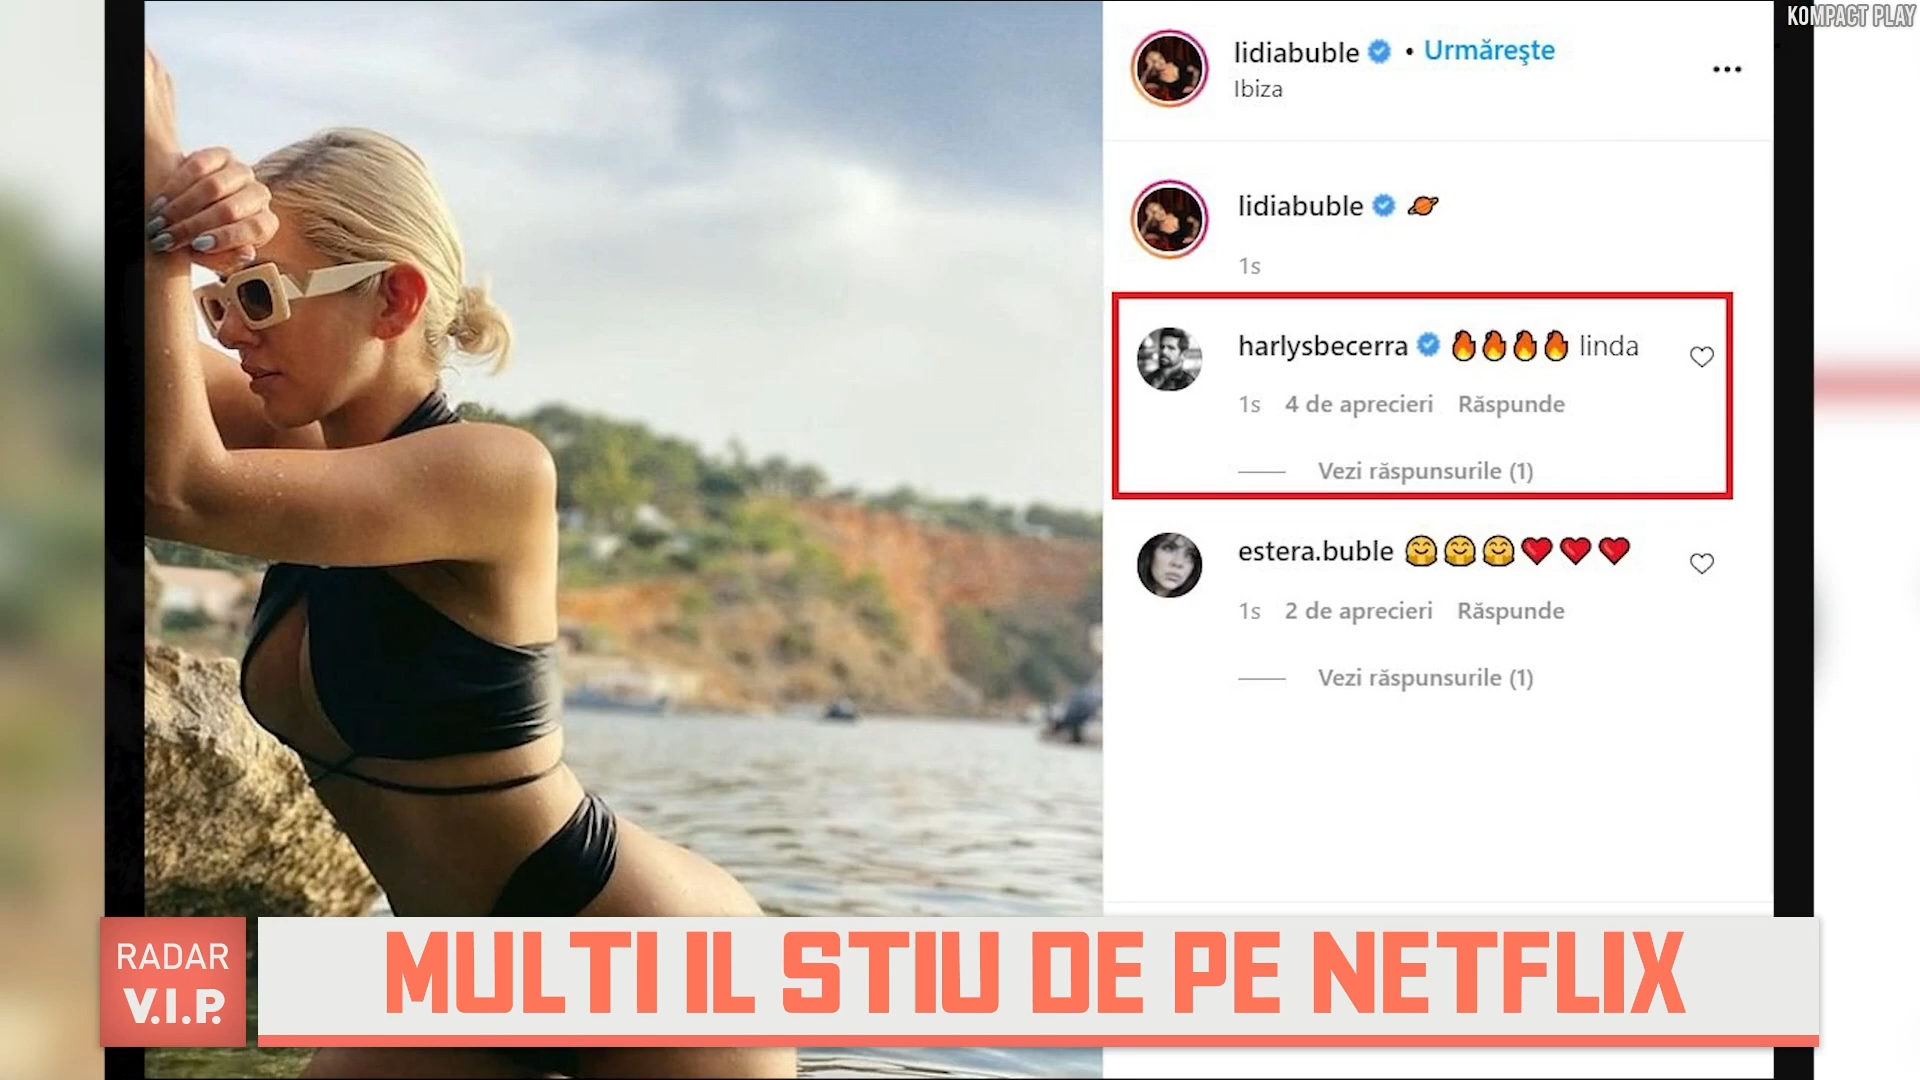 KOMPACT PLAY
lidiabuble • Urmărește
Ibiza
lidiabuble 🪐
1s
harlysbecerra 🔥🔥🔥🔥 linda
1s 4 de aprecieri Răspunde
Vezi răspunsurile (1)
estera.buble 🤗🤗🤗❤️❤️❤️
1s 2 de aprecieri Răspunde
Vezi răspunsurile (1)
RADAR
V.I.P.
MULTI IL STIU DE PE NETFLIX